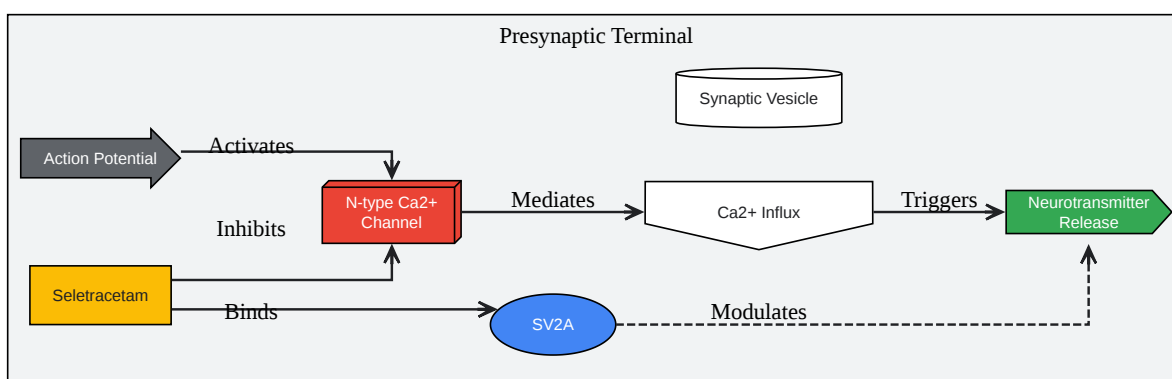 Presynaptic Terminal
Synaptic Vesicle
Action Potential
Activates
N-type Ca2+
Channel
Mediates
Ca2+ Influx
Triggers
Neurotransmitter
Release
Inhibits
Seletracetam
Binds
SV2A
Modulates